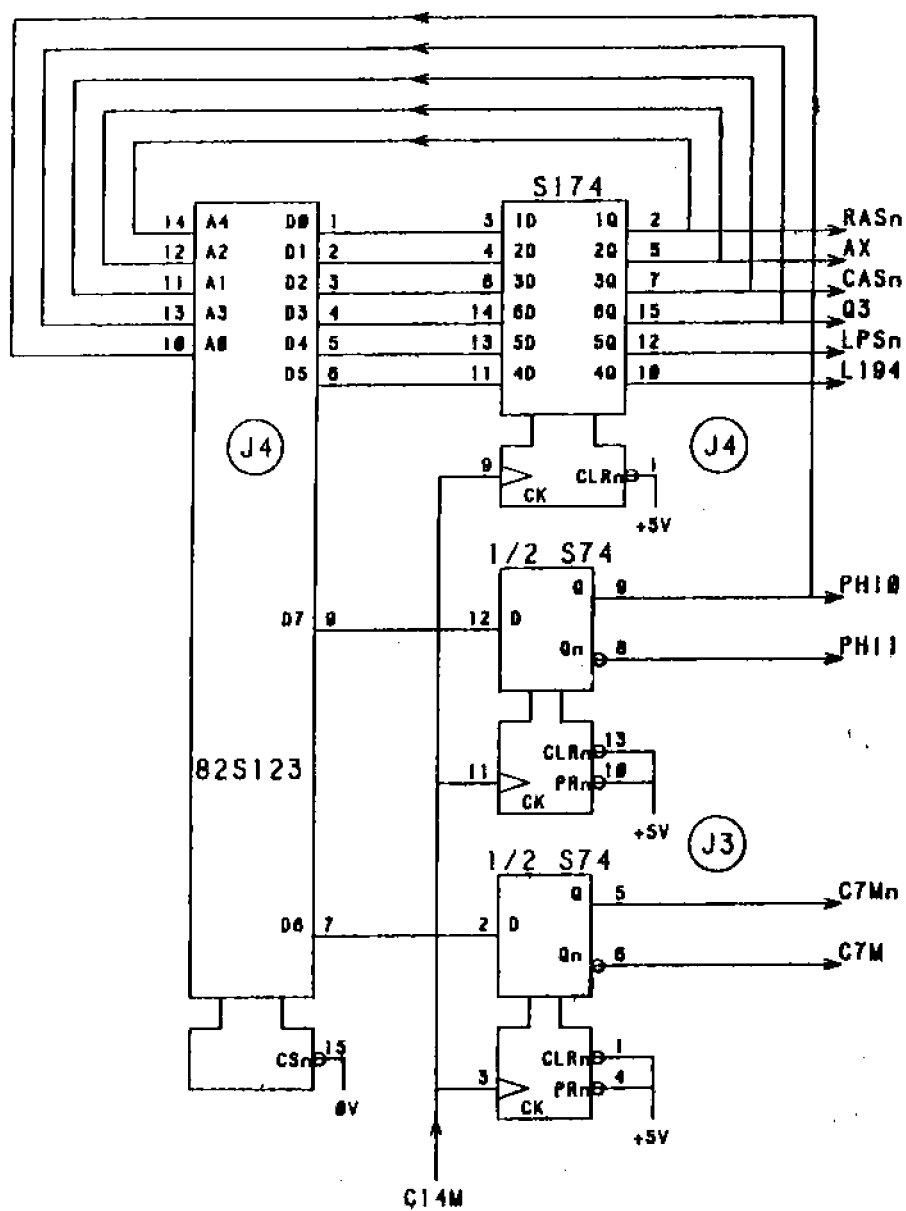 S174
14 A4 D0 1 3 1D 1Q 2 RASn
12 A2 D1 2 4 2D 2Q 5 AX
11 A1 D2 3 6 3D 3Q 7 CASn
13 A3 D3 4 14 6D 6Q 15 Q3
10 A0 D4 5 13 5D 5Q 12 LPSn
D5 6 11 4D 4Q 10 L194
J4
J4
9 CK CLRn 1
+5V
1/2 S74
D7 9 12 D Q 9 PHI0
Qn 8 PHI1
82S123
11 CK CLRn 13
PRn 10
+5V
J3
1/2 S74
D6 7 2 D Q 5 C7Mn
Qn 6 C7M
CSn 15
0V
3 CK CLRn 1
PRn 4
+5V
C14M